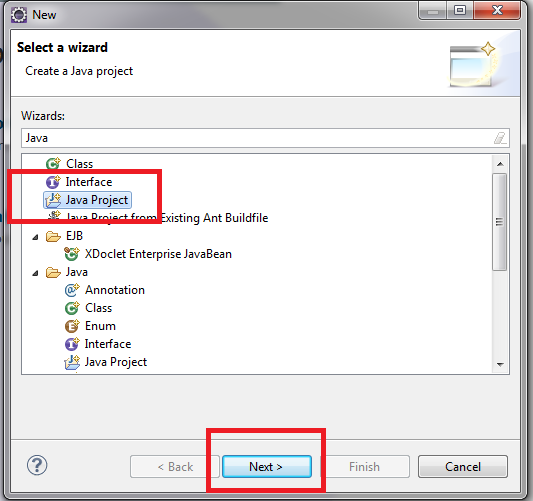 New
Select a wizard
Create a Java project
Wizards:
Java
Class
Interface
Java Project
Java Project from Existing Ant Buildfile
EJB
XDoclet Enterprise JavaBean
Java
Annotation
Class
Enum
Interface
Java Project
? < Back Next > Finish Cancel